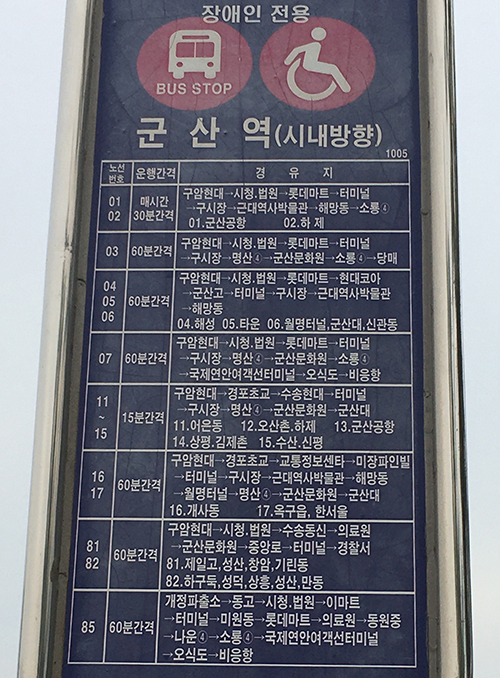 장애인 전용
BUS STOP
군 산 역(시내방향)
1005
노선번호 운행간격 경 유 지
01 02 매시간 30분간격 구암현대→시청.법원→롯데마트→터미널
→구시장→근대역사박물관→해망동→소룡④
01.군산공항 02.하 제
03 60분간격 구암현대→시청.법원→롯데마트→터미널
→구시장→명산④→군산문화원→소룡④→당매
04 05 06 60분간격 구암현대→시청.법원→롯데마트→현대코아
→군산고→터미널→구시장→근대역사박물관
→해망동
04.해성 05.타운 06.월명터널,군산대,신관동
07 60분간격 구암현대→시청.법원→롯데마트→터미널
→구시장→명산④→군산문화원→소룡④
→국제연안여객선터미널→오식도→비응항
11 ~ 15 15분간격 구암현대→경포초교→수송현대→터미널
→구시장→명산④→군산문화원→군산대
11.어은동 12.오산촌.하제 13.군산공항
14.상평.김제촌 15.수산.신평
16 17 60분간격 구암현대→경포초교→교통정보센타→미장파인빌
→터미널→구시장→근대역사박물관→해망동
→월명터널→명산④→군산문화원→군산대
16.개사동 17.옥구읍, 한서울
81 82 60분간격 구암현대→시청.법원→수송동신→의료원
→군산문화원→중앙로→터미널→경찰서
81.제일고,성산,창암,기린동
82.하구둑,성덕,상흥,성산,만동
85 60분간격 개정파출소→동고→시청.법원→이마트
→터미널→미원동→롯데마트→의료원→동원중
→나운④→소룡④→국제연안여객선터미널
→오식도→비응항